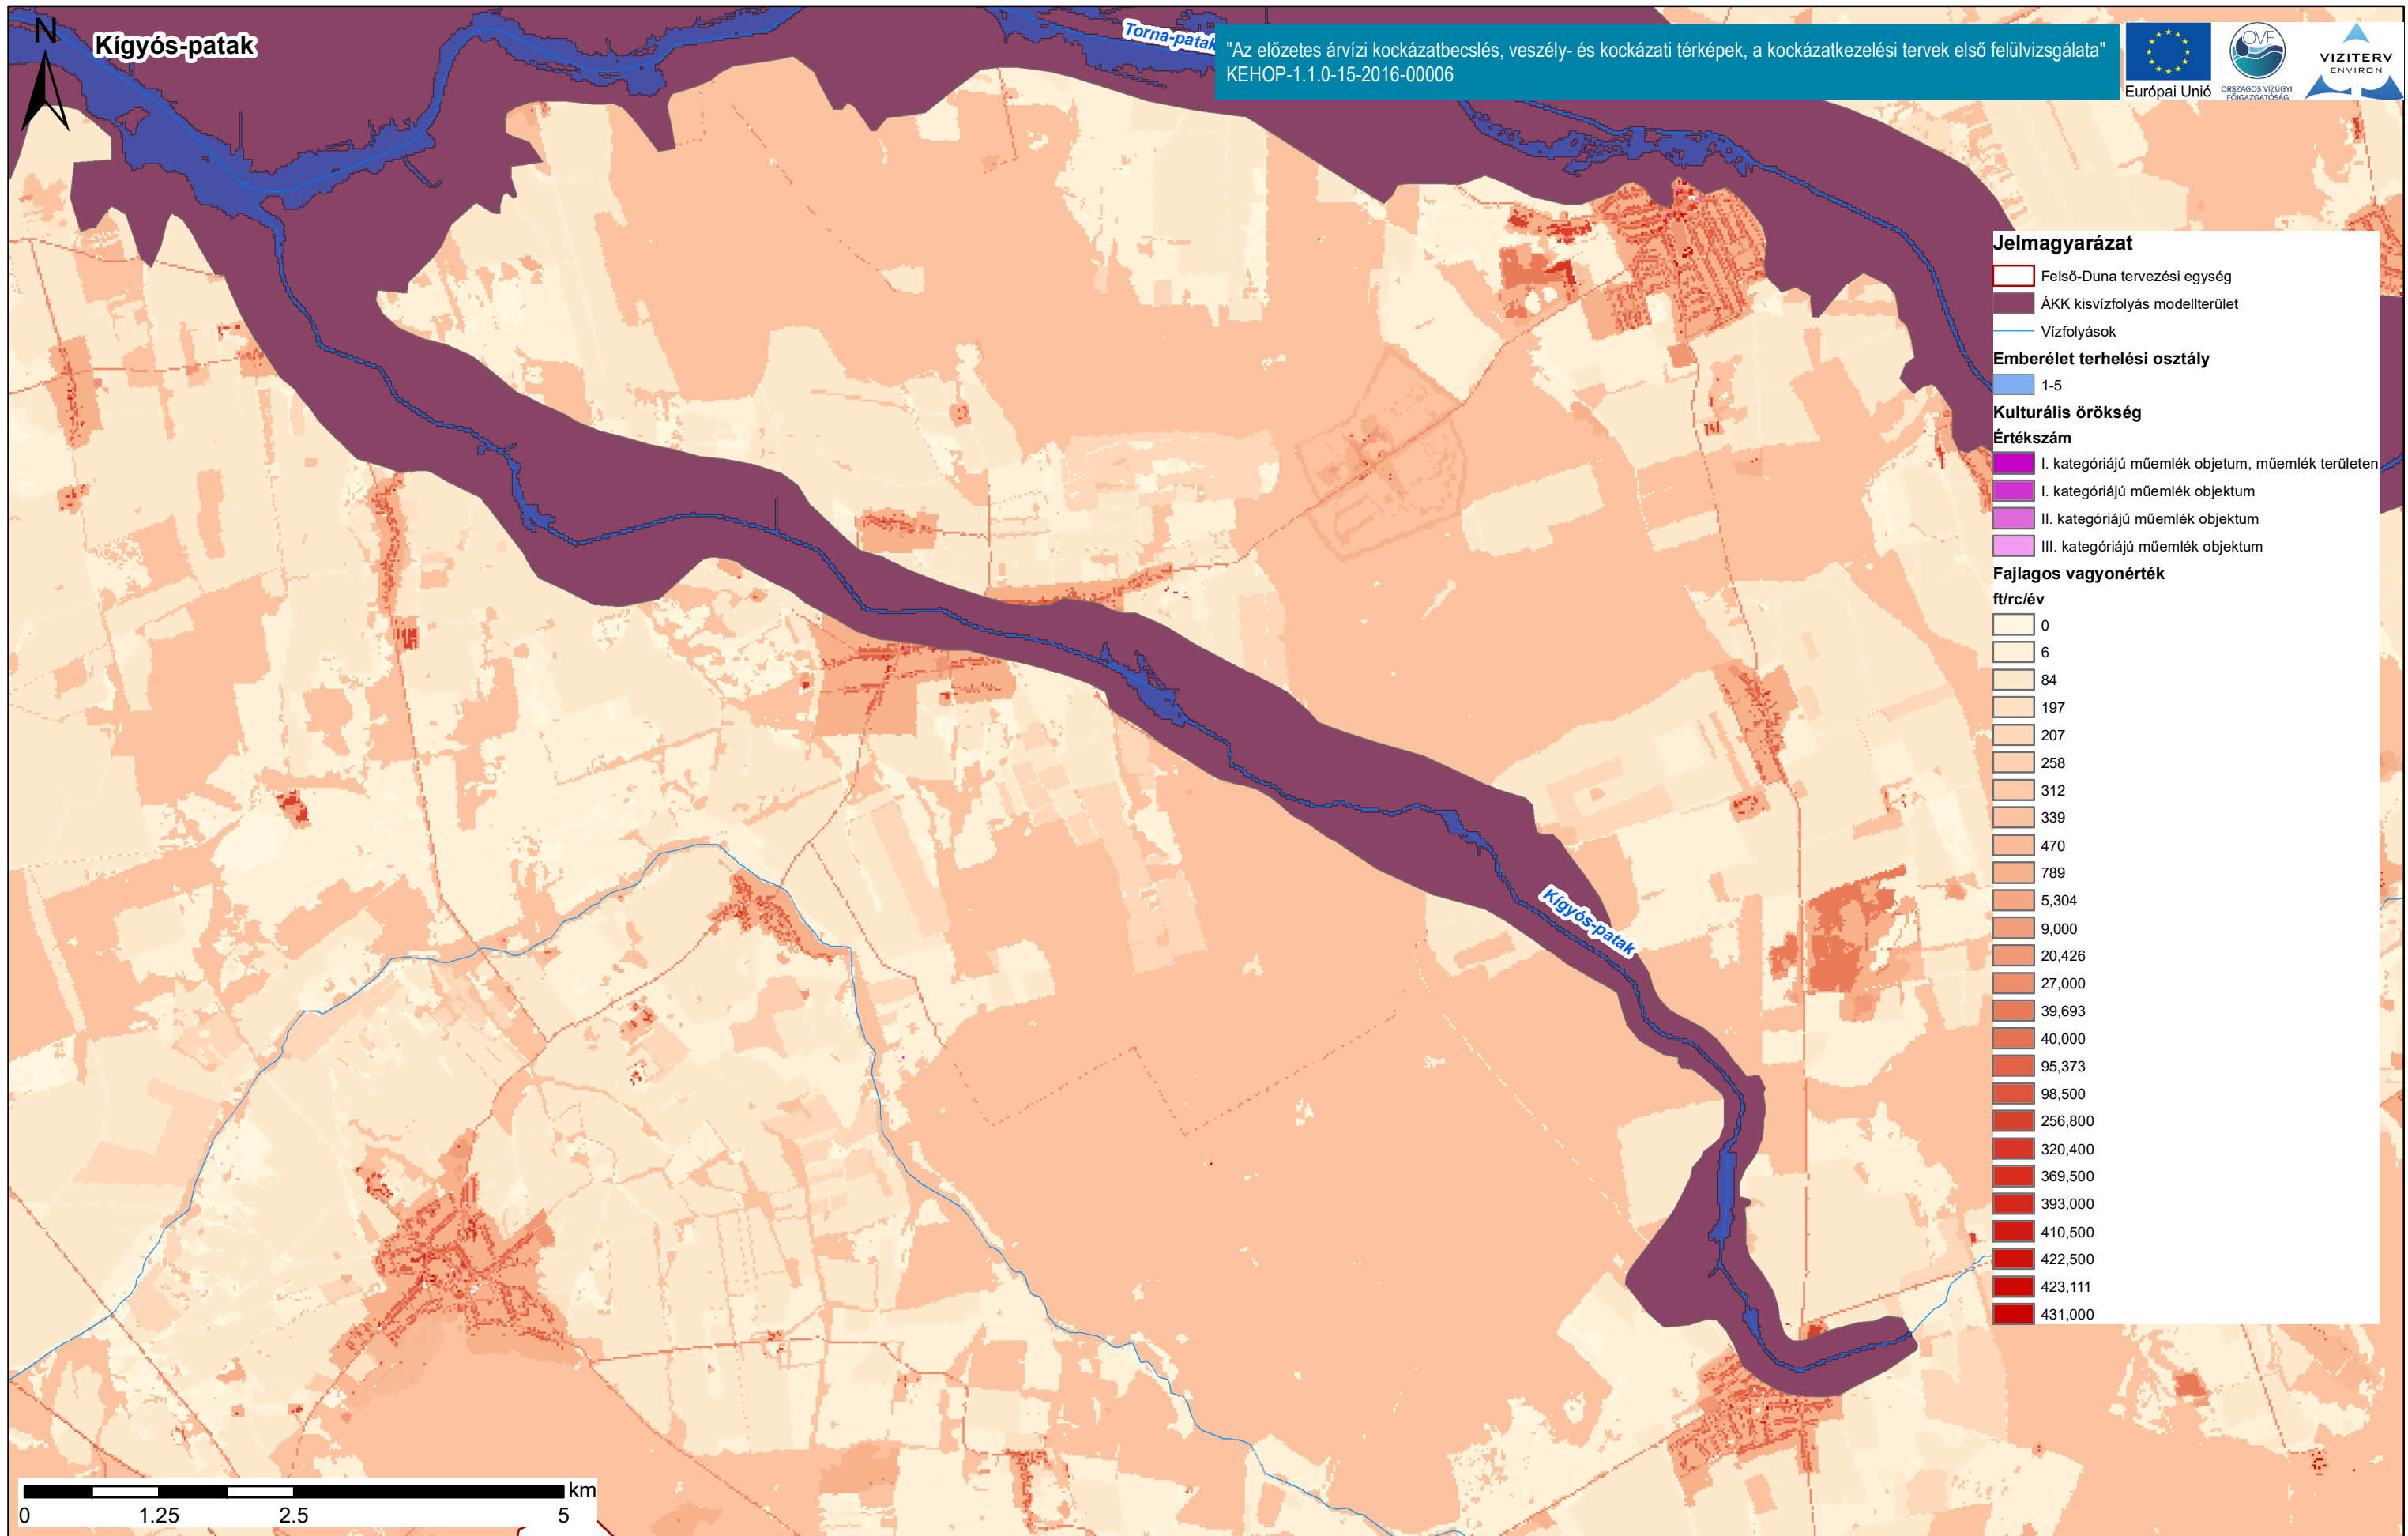 N
Kígyós-patak
Torna-patak
"Az előzetes árvízi kockázatbecslés, veszély- és kockázati térképek, a kockázatkezelési tervek első felülvizsgálata"
KEHOP-1.1.0-15-2016-00006
Európai Unió
OVF
ORSZÁGOS VÍZÜGYI
FŐIGAZGATÓSÁG
VIZITERV
ENVIRON
Jelmagyarázat
Felső-Duna tervezési egység
ÁKK kisvízfolyás modellterület
Vízfolyások
Emberélet terhelési osztály
1-5
Kulturális örökség
Értékszám
I. kategóriájú műemlék objetum, műemlék területen
I. kategóriájú műemlék objektum
II. kategóriájú műemlék objektum
III. kategóriájú műemlék objektum
Fajlagos vagyonérték
ft/rc/év
0
6
84
197
207
258
312
339
470
789
5,304
9,000
20,426
27,000
39,693
40,000
95,373
98,500
256,800
320,400
369,500
393,000
410,500
422,500
423,111
431,000
Kígyós-patak
km
0 1.25 2.5 5